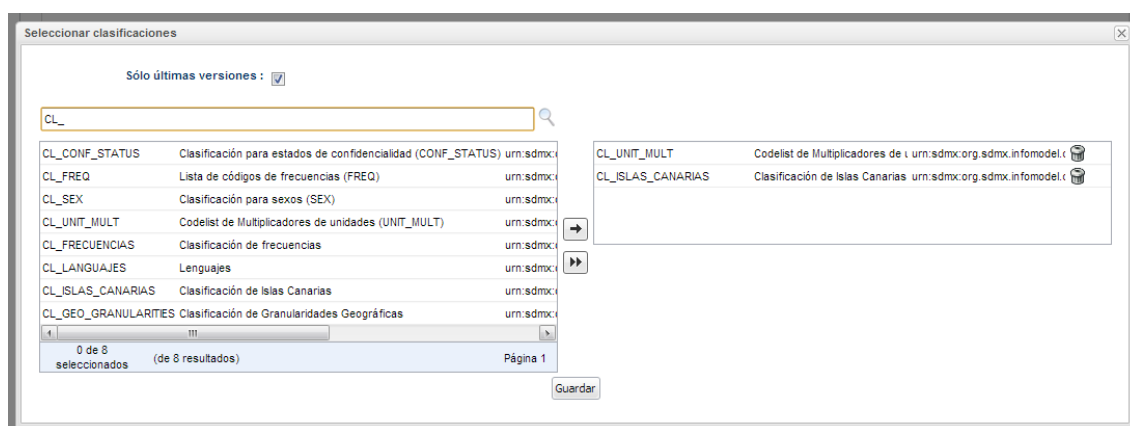 Seleccionar clasificaciones
Sólo últimas versiones :
CL_
CL_CONF_STATUS Clasificación para estados de confidencialidad (CONF_STATUS) urn:sdmx:
CL_FREQ Lista de códigos de frecuencias (FREQ) urn:sdmx:
CL_SEX Clasificación para sexos (SEX) urn:sdmx:
CL_UNIT_MULT Codelist de Multiplicadores de unidades (UNIT_MULT) urn:sdmx:
CL_FRECUENCIAS Clasificación de frecuencias urn:sdmx:
CL_LANGUAJES Lenguajes urn:sdmx:
CL_ISLAS_CANARIAS Clasificación de Islas Canarias urn:sdmx:
CL_GEO_GRANULARITIES Clasificación de Granularidades Geográficas urn:sdmx:
0 de 8
seleccionados
(de 8 resultados)
Página 1
CL_UNIT_MULT Codelist de Multiplicadores de urn:sdmx:org.sdmx.infomodel.
CL_ISLAS_CANARIAS Clasificación de Islas Canarias urn:sdmx:org.sdmx.infomodel.
Guardar